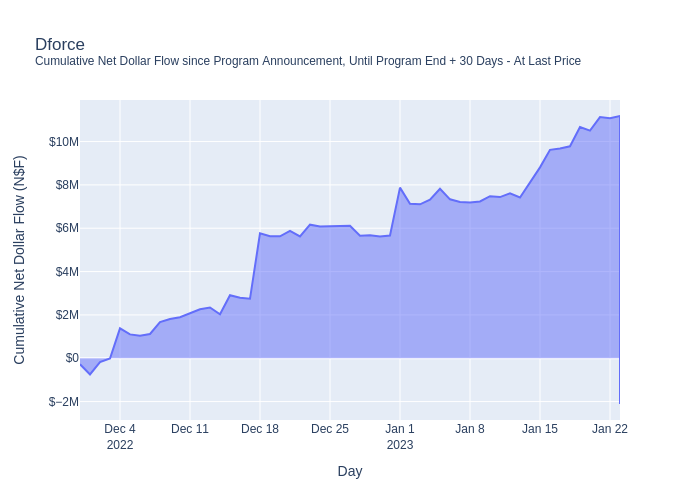 Dforce
Cumulative Net Dollar Flow since Program Announcement, Until Program End + 30 Days - At Last Price
Cumulative Net Dollar Flow (N$F)
$10M
$8M
$6M
$4M
$2M
$0
$−2M
Dec 4
2022
Dec 11
Dec 18
Dec 25
Jan 1
2023
Jan 8
Jan 15
Jan 22
Day